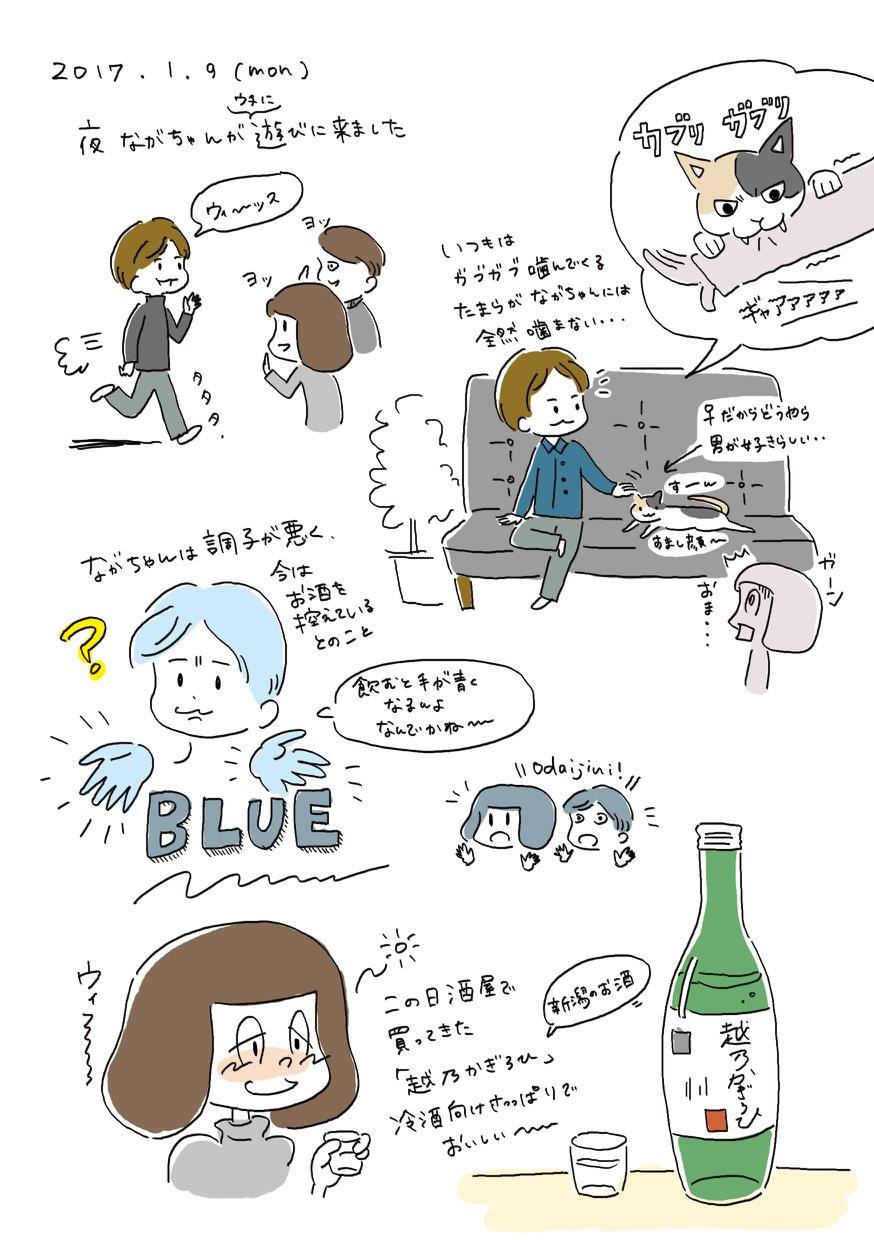 2017.1.9(mon)
ウチに
夜 ながちゃんが遊びに来ました
ウィ〜ッス
ヨッ
ヨッ
タタタ.
カブリ ガブリ
ギャアアアアア
いつもは
ガブガブ噛んでくる
たまらが ながちゃんには
全然 噛まない・・・
♀だからどうやら
男が好きらしい・・
すーん
すまし顔〜
ガーン
おま・・・
ながちゃんは 調子が悪く、
今は
お酒を
控えている
とのこと
?
飲むと手が青く
なるんよ
なんでかね〜
BLUE
odaijini!
ウィ〜
この日酒屋で
買ってきた
「越乃かぎろひ」
冷酒向けさっぱりで
おいしい〜
新潟のお酒
越乃かぎろひ